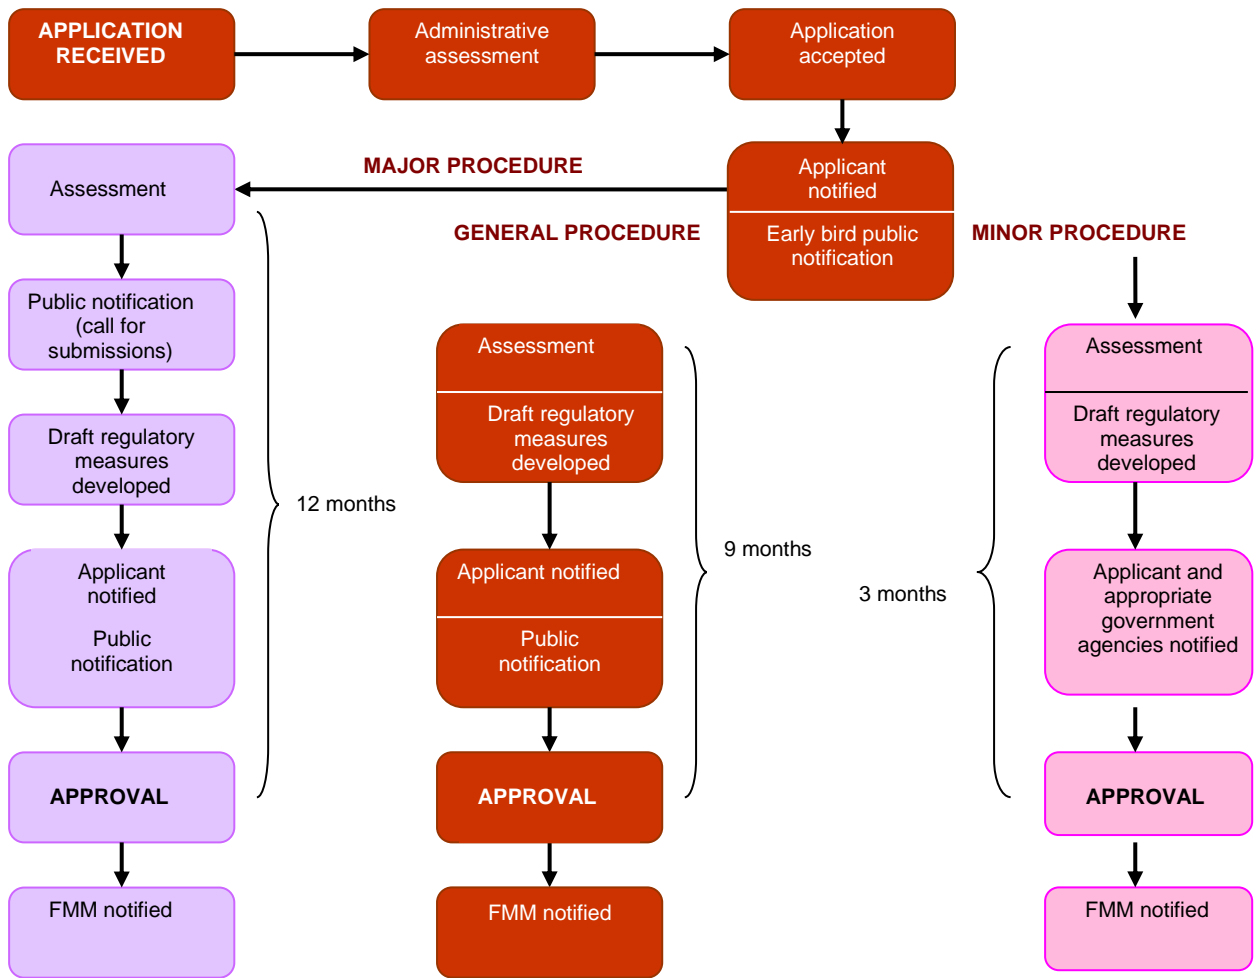 APPLICATION
RECEIVED
Administrative
assessment
Application
accepted
MAJOR PROCEDURE
Applicant
notified
Early bird public
notification
GENERAL PROCEDURE
MINOR PROCEDURE
Assessment
Public notification
(call for
submissions)
Draft regulatory
measures
developed
Applicant
notified
Public
notification
APPROVAL
FMM notified
12 months
Assessment
Draft regulatory
measures
developed
Applicant notified
Public
notification
APPROVAL
FMM notified
9 months
3 months
Assessment
Draft regulatory
measures
developed
Applicant and
appropriate
government
agencies notified
APPROVAL
FMM notified